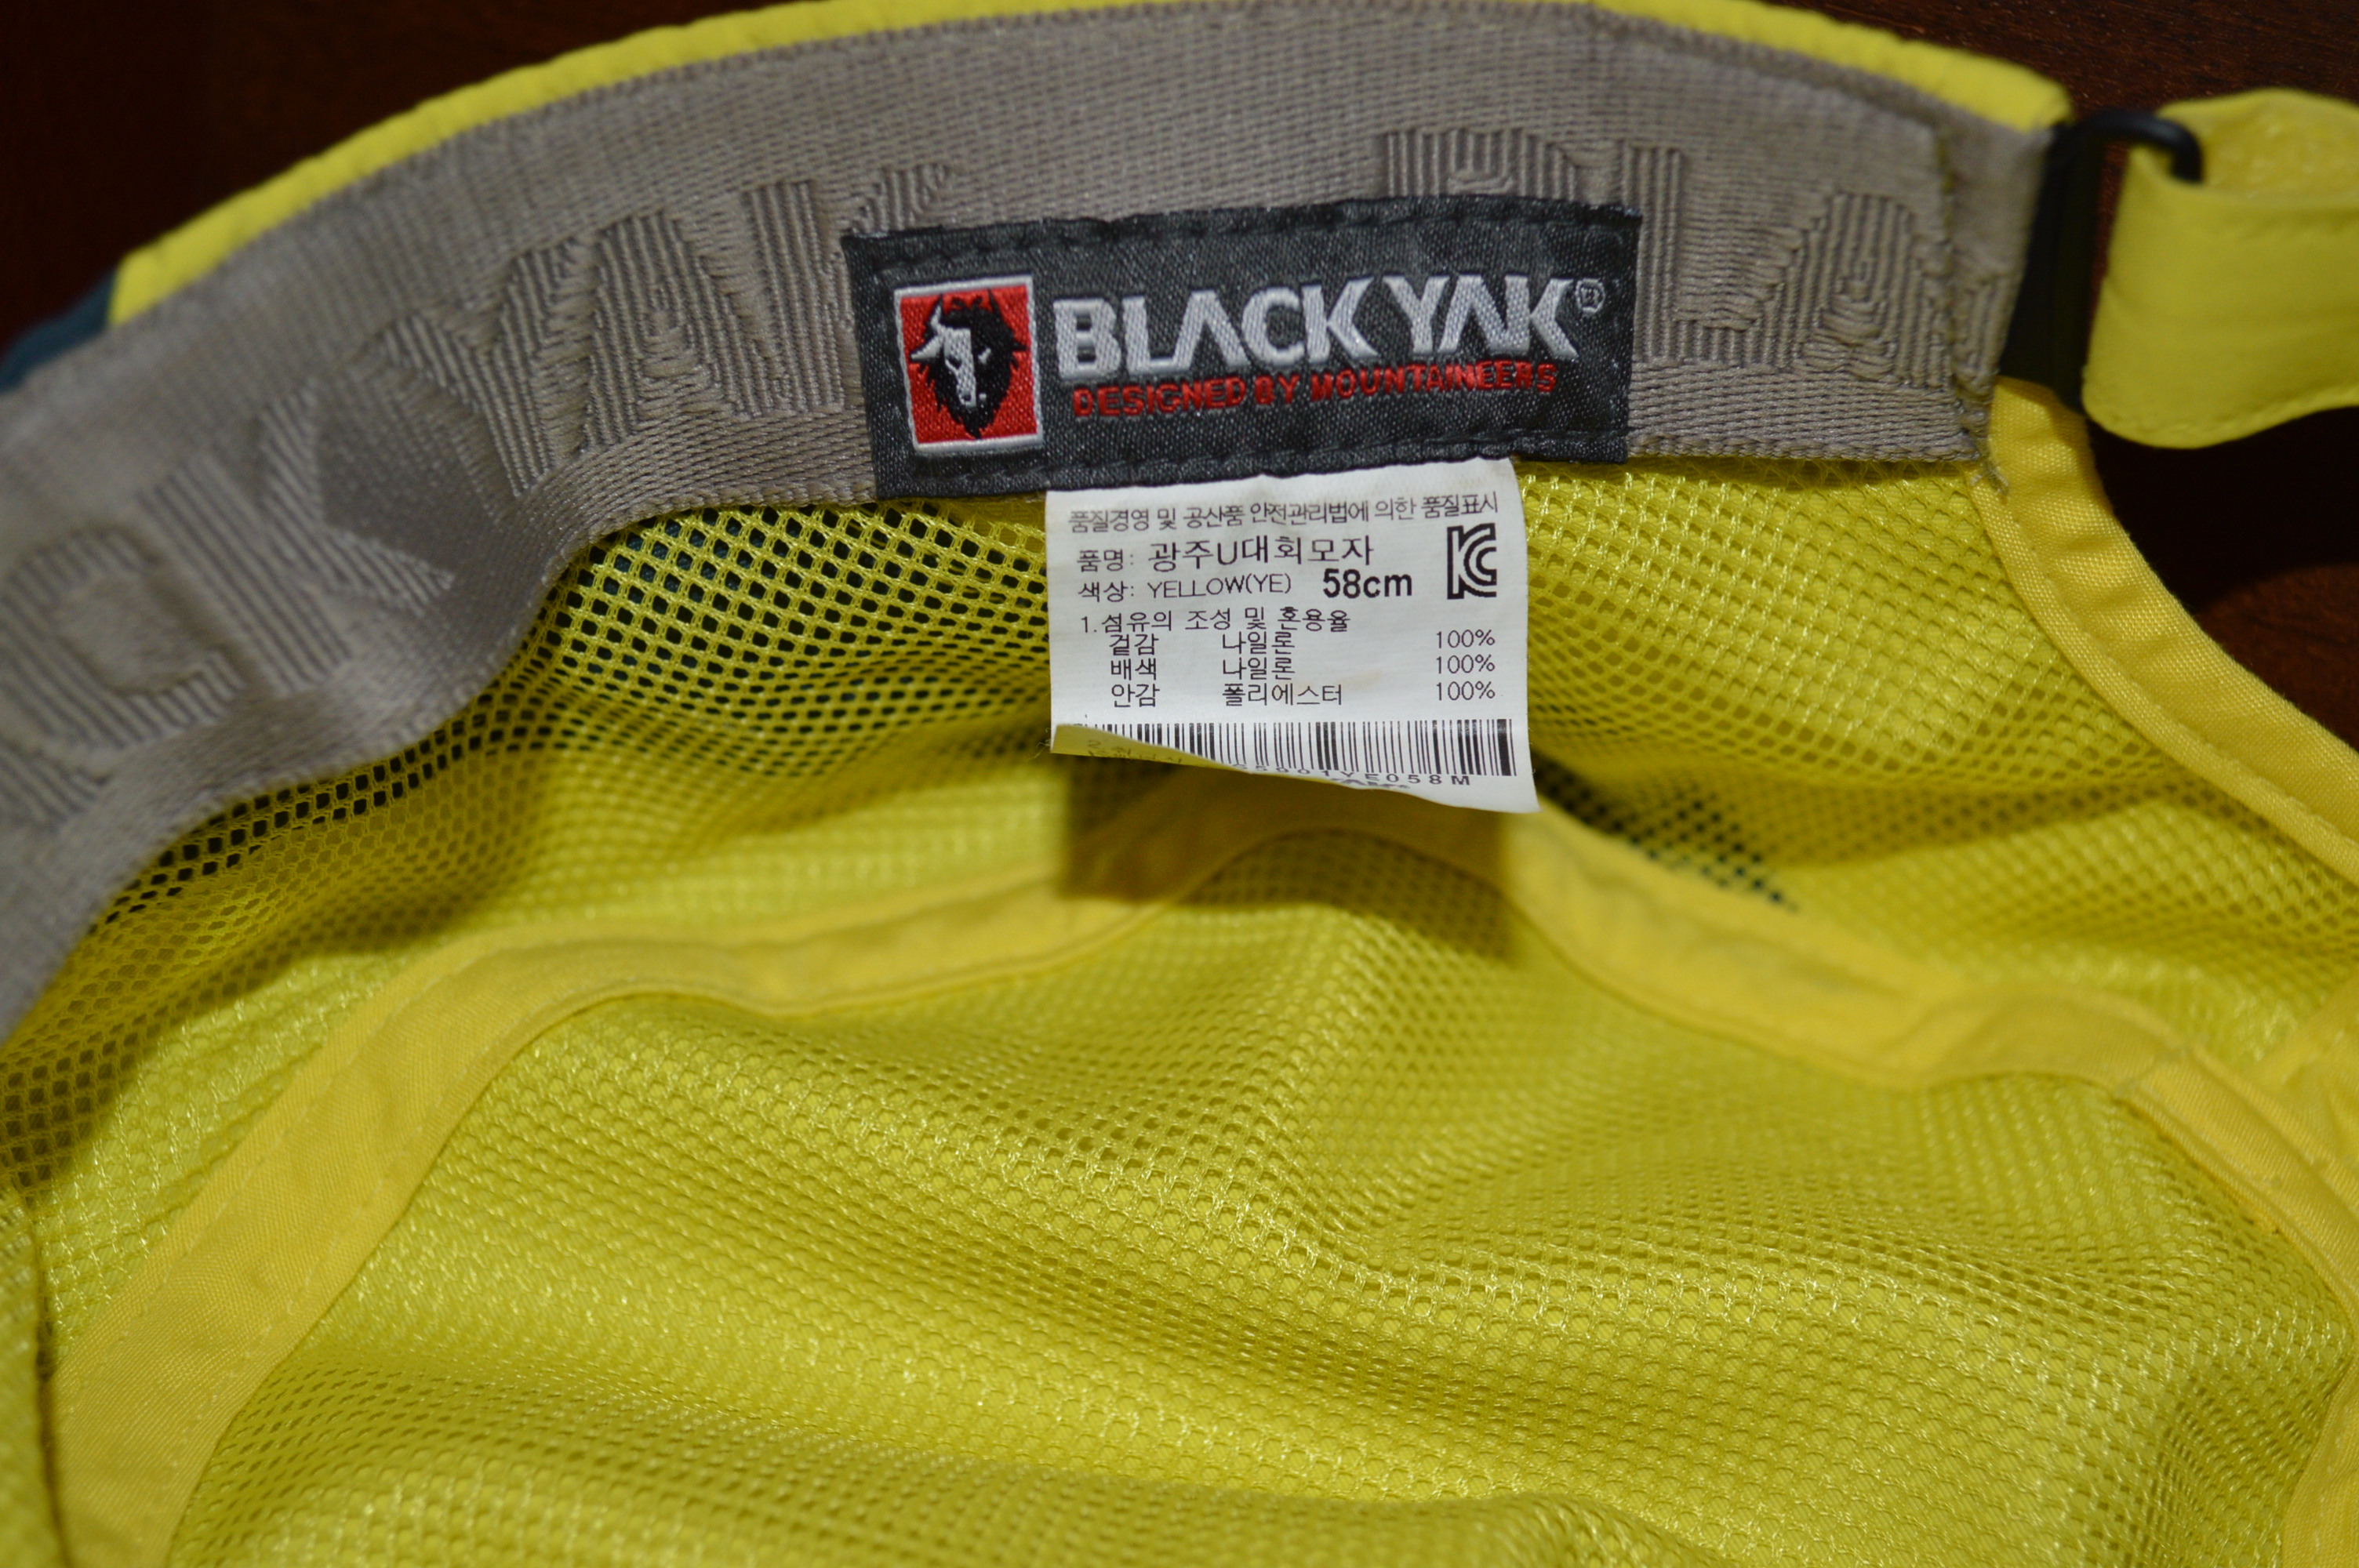 BLACKYAK®
DESIGNED BY MOUNTAINEERS
품질경영 및 공산품 안전관리법에 의한 품질표시
품명: 광주U대회모자
색상: YELLOW(YE) 58cm
1.섬유의 조성 및 혼용율
겉감 나일론 100%
배색 나일론 100%
안감 폴리에스터 100%